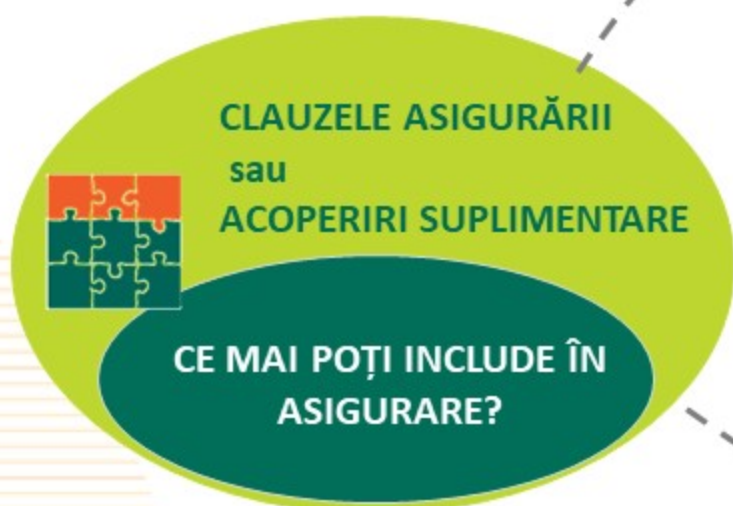 CLAUZELE ASIGURĂRII
sau
ACOPERIRI SUPLIMENTARE
CE MAI POȚI INCLUDE ÎN
ASIGURARE?